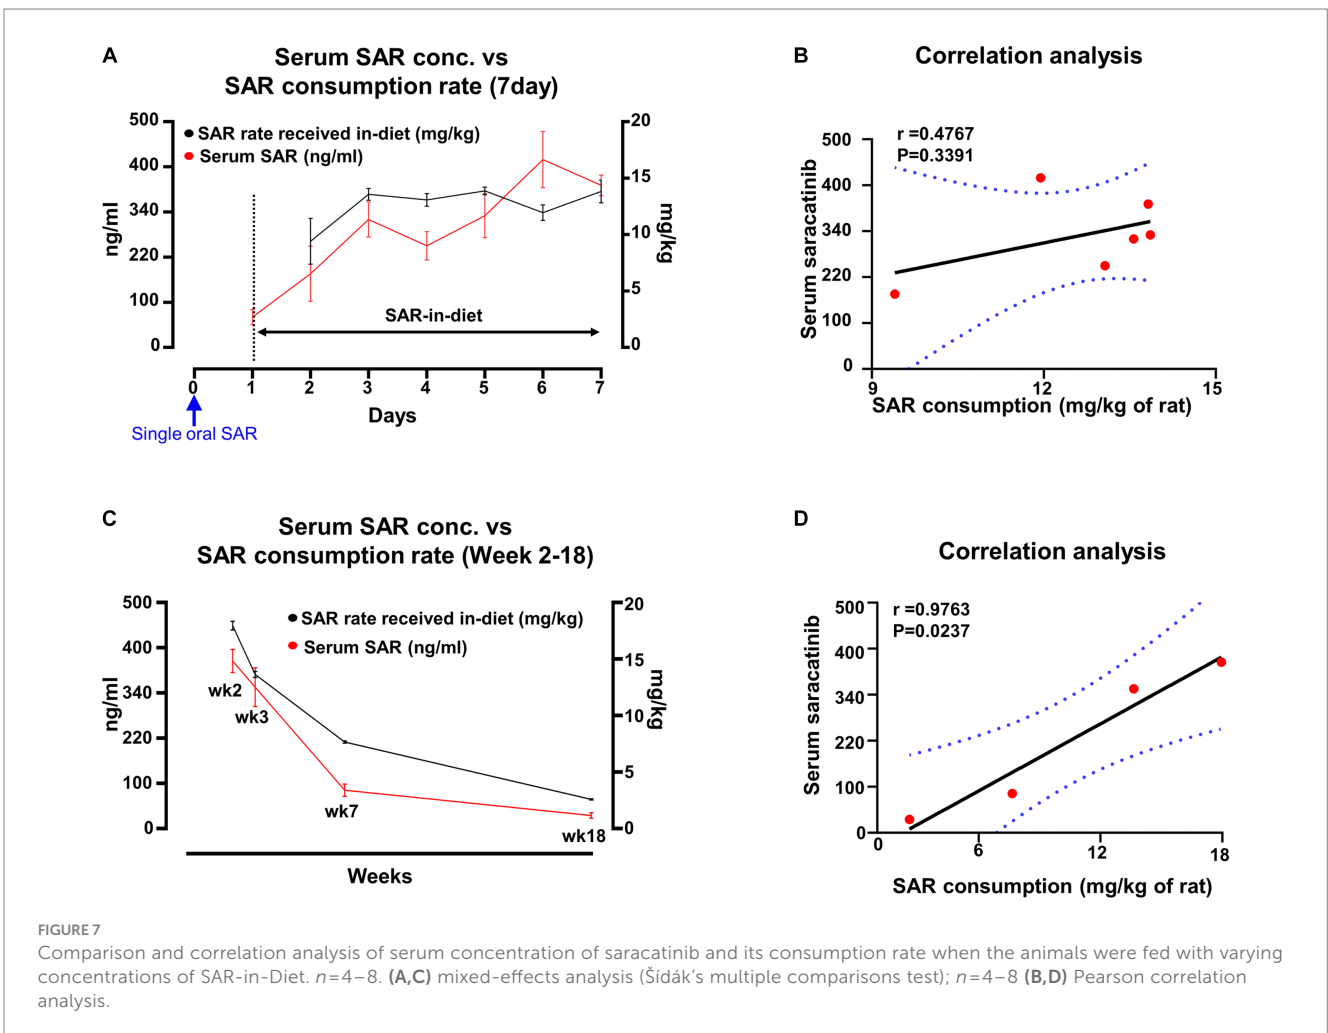 A
Serum SAR conc. vs
SAR consumption rate (7day)
SAR rate received in-diet (mg/kg)
Serum SAR (ng/ml)
500
400
340
220
100
0
ng/ml
20
15
10
5
0
mg/kg
SAR-in-diet
0 1 2 3 4 5 6 7
Days
Single oral SAR
B
Correlation analysis
r =0.4767
P=0.3391
500
400
340
220
100
0
Serum saracatinib
9 12 15
SAR consumption (mg/kg of rat)
C
Serum SAR conc. vs
SAR consumption rate (Week 2-18)
SAR rate received in-diet (mg/kg)
Serum SAR (ng/ml)
500
400
340
220
100
0
ng/ml
20
15
10
5
0
mg/kg
wk2
wk3
wk7
wk18
Weeks
D
Correlation analysis
r =0.9763
P=0.0237
500
400
340
220
100
0
Serum saracatinib
0 6 12 18
SAR consumption (mg/kg of rat)
FIGURE 7
Comparison and correlation analysis of serum concentration of saracatinib and its consumption rate when the animals were fed with varying
concentrations of SAR-in-Diet. n=4–8. (A,C) mixed-effects analysis (Šídák's multiple comparisons test); n=4–8 (B,D) Pearson correlation
analysis.